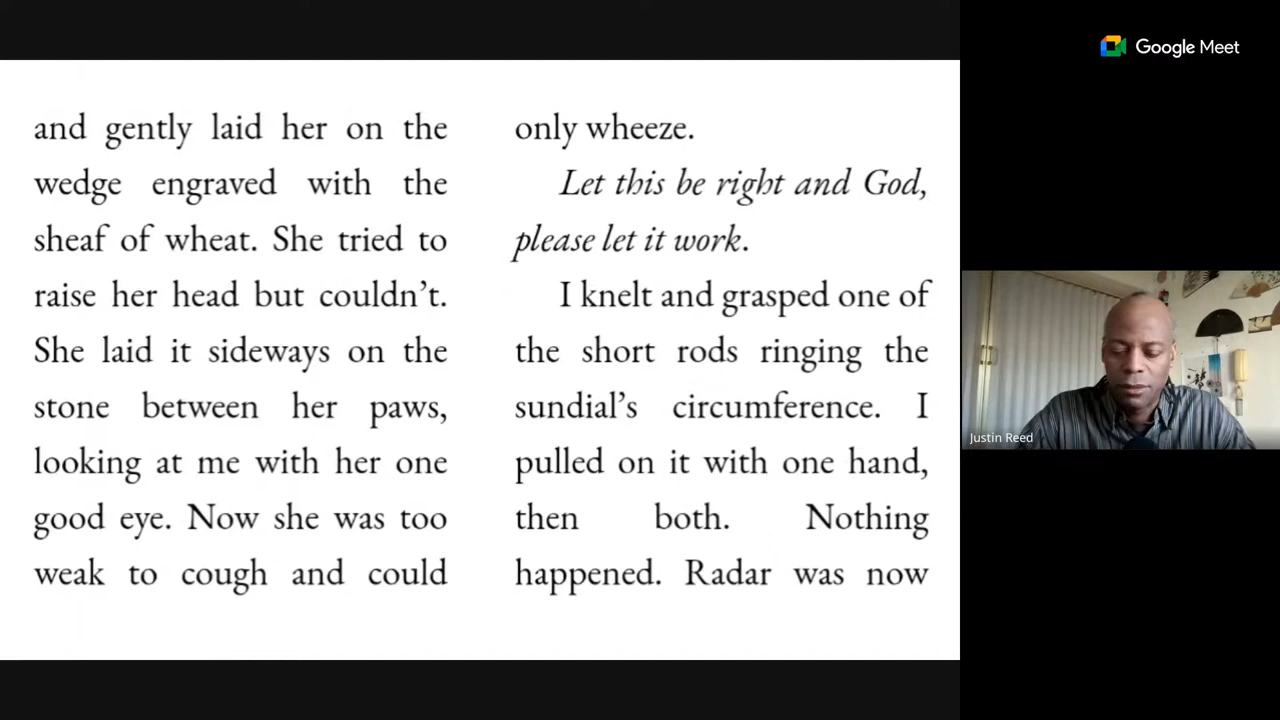 and gently laid her on the
wedge engraved with the
sheaf of wheat. She tried to
raise her head but couldn’t.
She laid it sideways on the
stone between her paws,
looking at me with her one
good eye. Now she was too
weak to cough and could
only wheeze.
Let this be right and God,
please let it work.
I knelt and grasped one of
the short rods ringing the
sundial’s circumference. I
pulled on it with one hand,
then both. Nothing
happened. Radar was now
Google Meet
Justin Reed